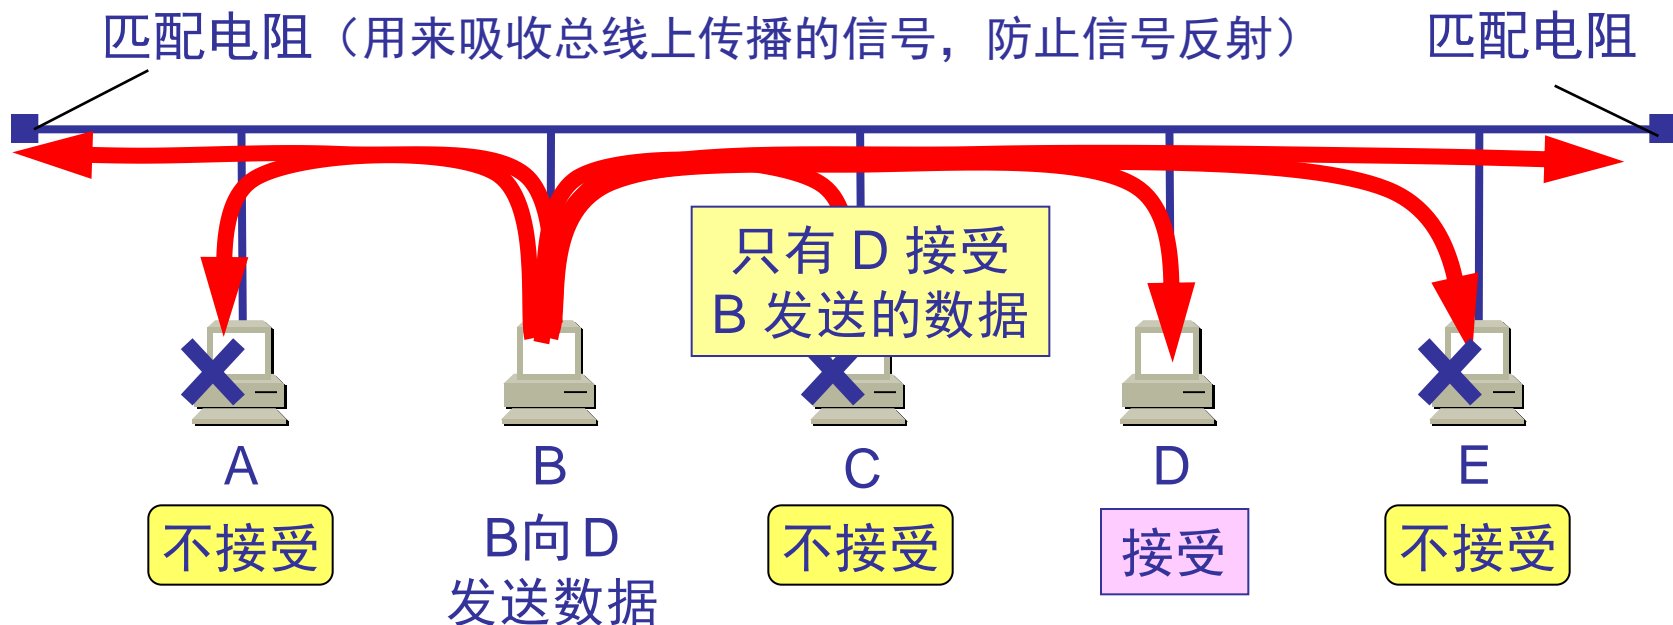 匹配电阻（用来吸收总线上传播的信号，防止信号反射）
匹配电阻
只有 D 接受
B 发送的数据
A
B
C
D
E
不接受
B向 D
发送数据
不接受
接受
不接受